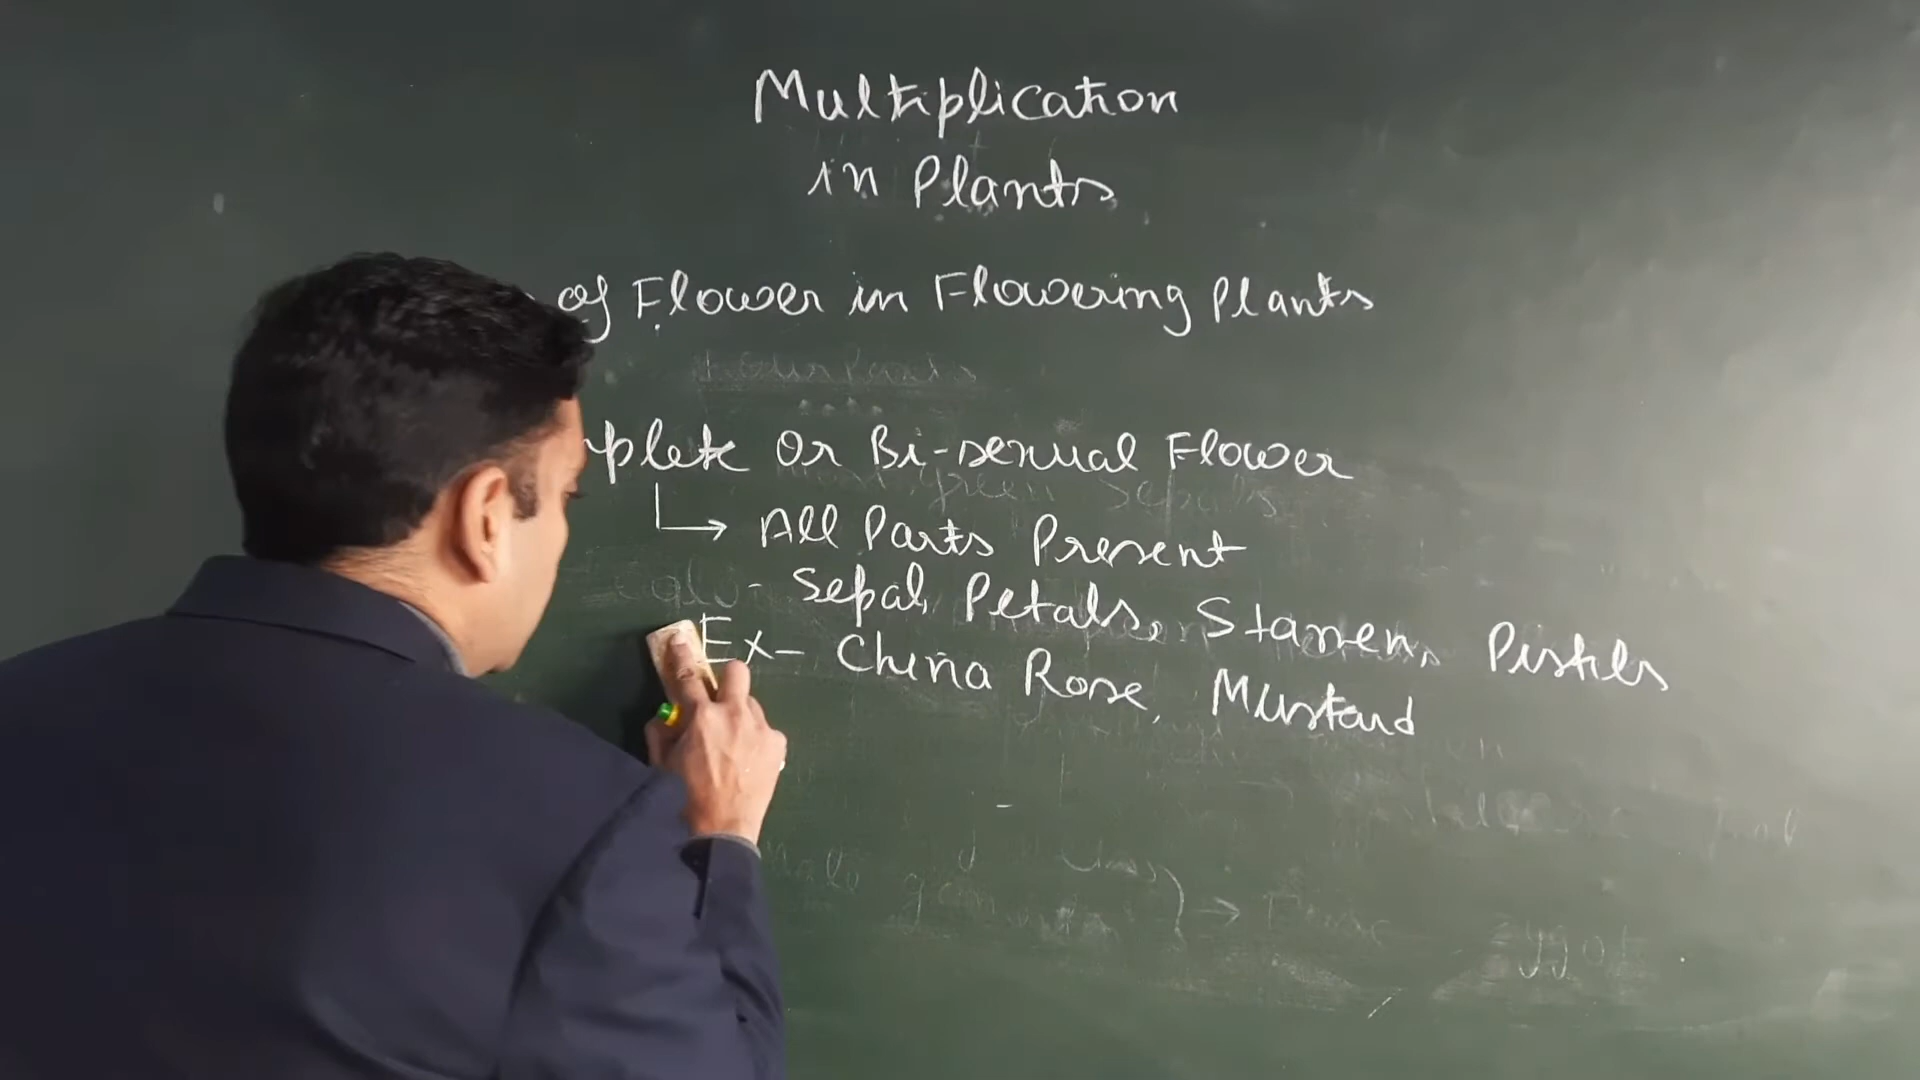 Multiplication
in Plants
of Flower in Flowering Plants
mplete Or Bi-sexual Flower
All Parts Present
Sepal, Petals, Stamen, Pistils
Ex- China Rose, Mustard